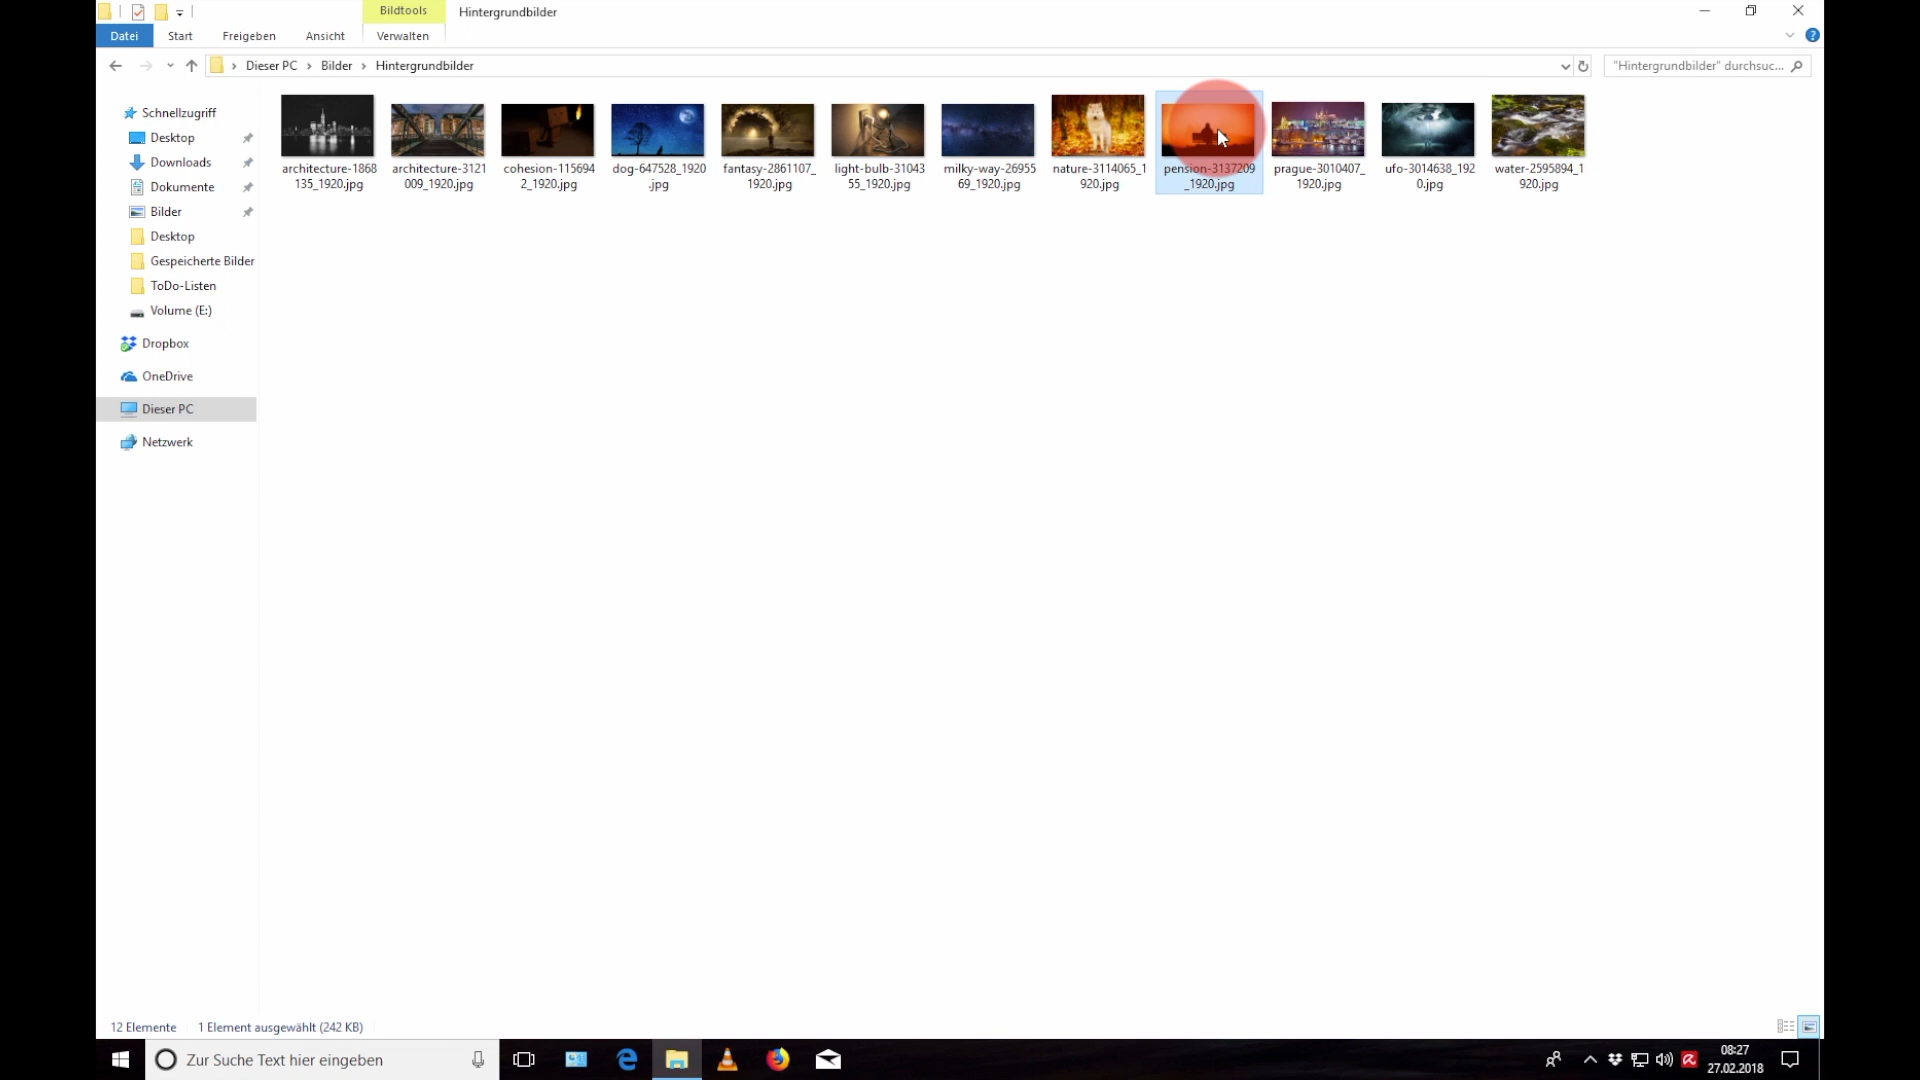 Bildtools
Hintergrundbilder
Datei
Start
Freigeben
Ansicht
Verwalten
Dieser PC
Bilder
Hintergrundbilder
"Hintergrundbilder" durchsuc...
Schnellzugriff
Desktop
Downloads
Dokumente
Bilder
Desktop
Gespeicherte Bilder
ToDo-Listen
Volume (E:)
Dropbox
OneDrive
Dieser PC
Netzwerk
architecture-1868
135_1920.jpg
architecture-3121
009_1920.jpg
cohesion-115694
2_1920.jpg
dog-647528_1920
.jpg
fantasy-2861107_
1920.jpg
light-bulb-31043
55_1920.jpg
milky-way-26955
69_1920.jpg
nature-3114065_1
920.jpg
pension-3137209
_1920.jpg
prague-3010407_
1920.jpg
ufo-3014638_192
0.jpg
water-2595894_1
920.jpg
12 Elemente
1 Element ausgewählt (242 KB)
Zur Suche Text hier eingeben
08:27
27.02.2018